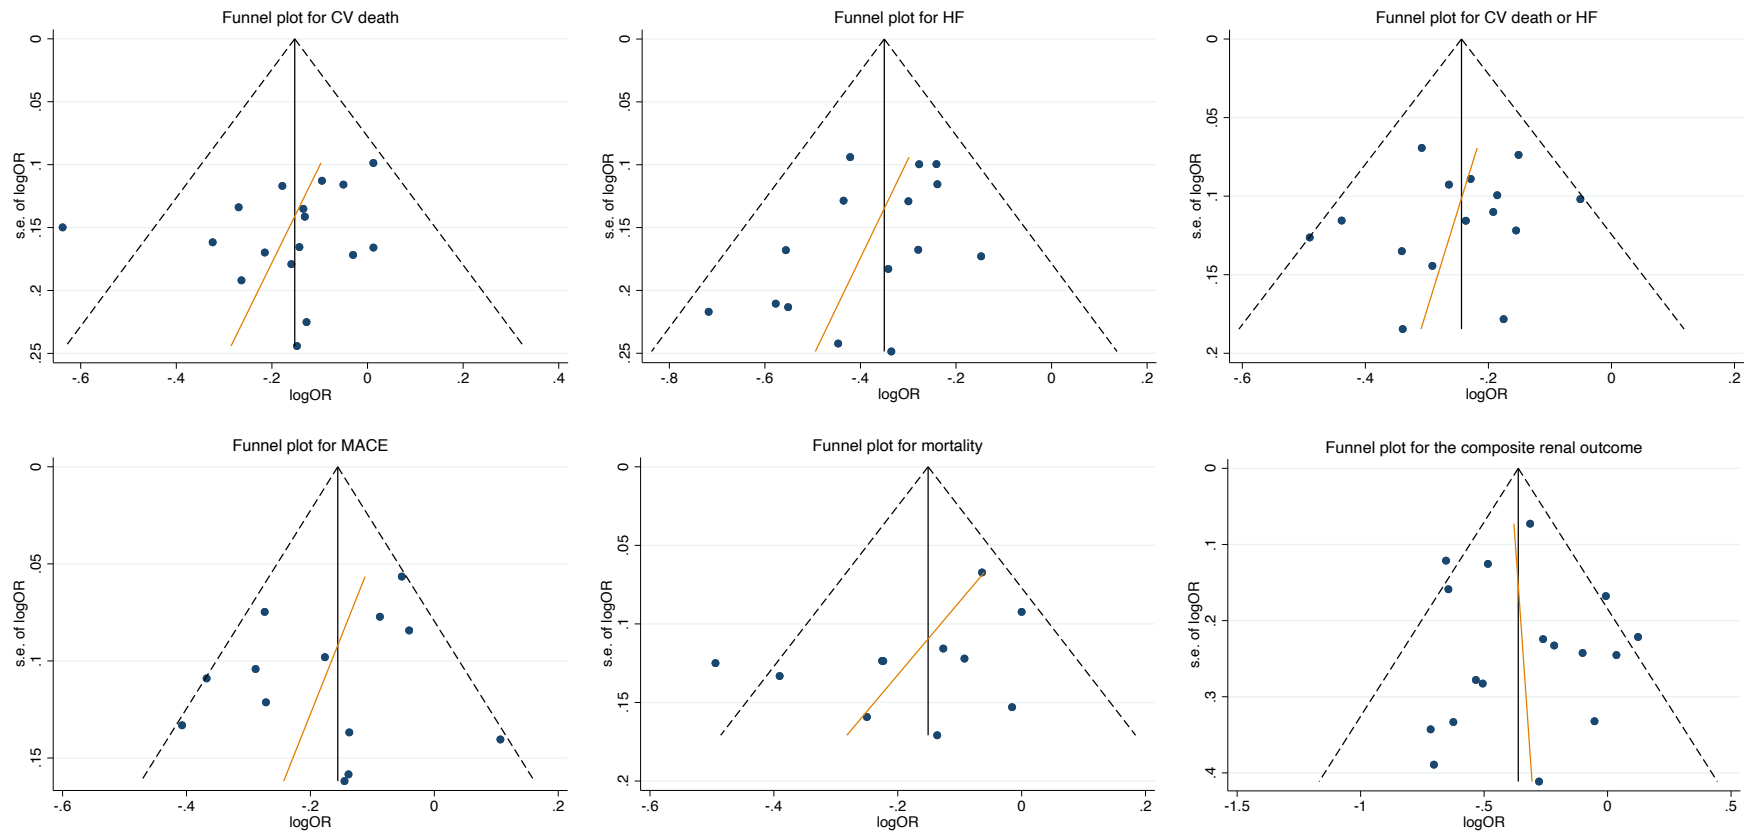 Funnel plot for CV death
s.e. of logOR
0
.05
.1
.15
.2
.25
-.6 -.4 -.2 0 .2 .4
logOR
Funnel plot for HF
s.e. of logOR
0
.05
.1
.15
.2
.25
-.8 -.6 -.4 -.2 0 .2
logOR
Funnel plot for CV death or HF
s.e. of logOR
0
.05
.1
.15
.2
-.6 -.4 -.2 0 .2
logOR
Funnel plot for MACE
s.e. of logOR
0
.05
.1
.15
-.6 -.4 -.2 0 .2
logOR
Funnel plot for mortality
s.e. of logOR
0
.05
.1
.15
.2
-.6 -.4 -.2 0 .2
logOR
Funnel plot for the composite renal outcome
s.e. of logOR
0
.1
.2
.3
.4
-1.5 -1 -.5 0 .5
logOR